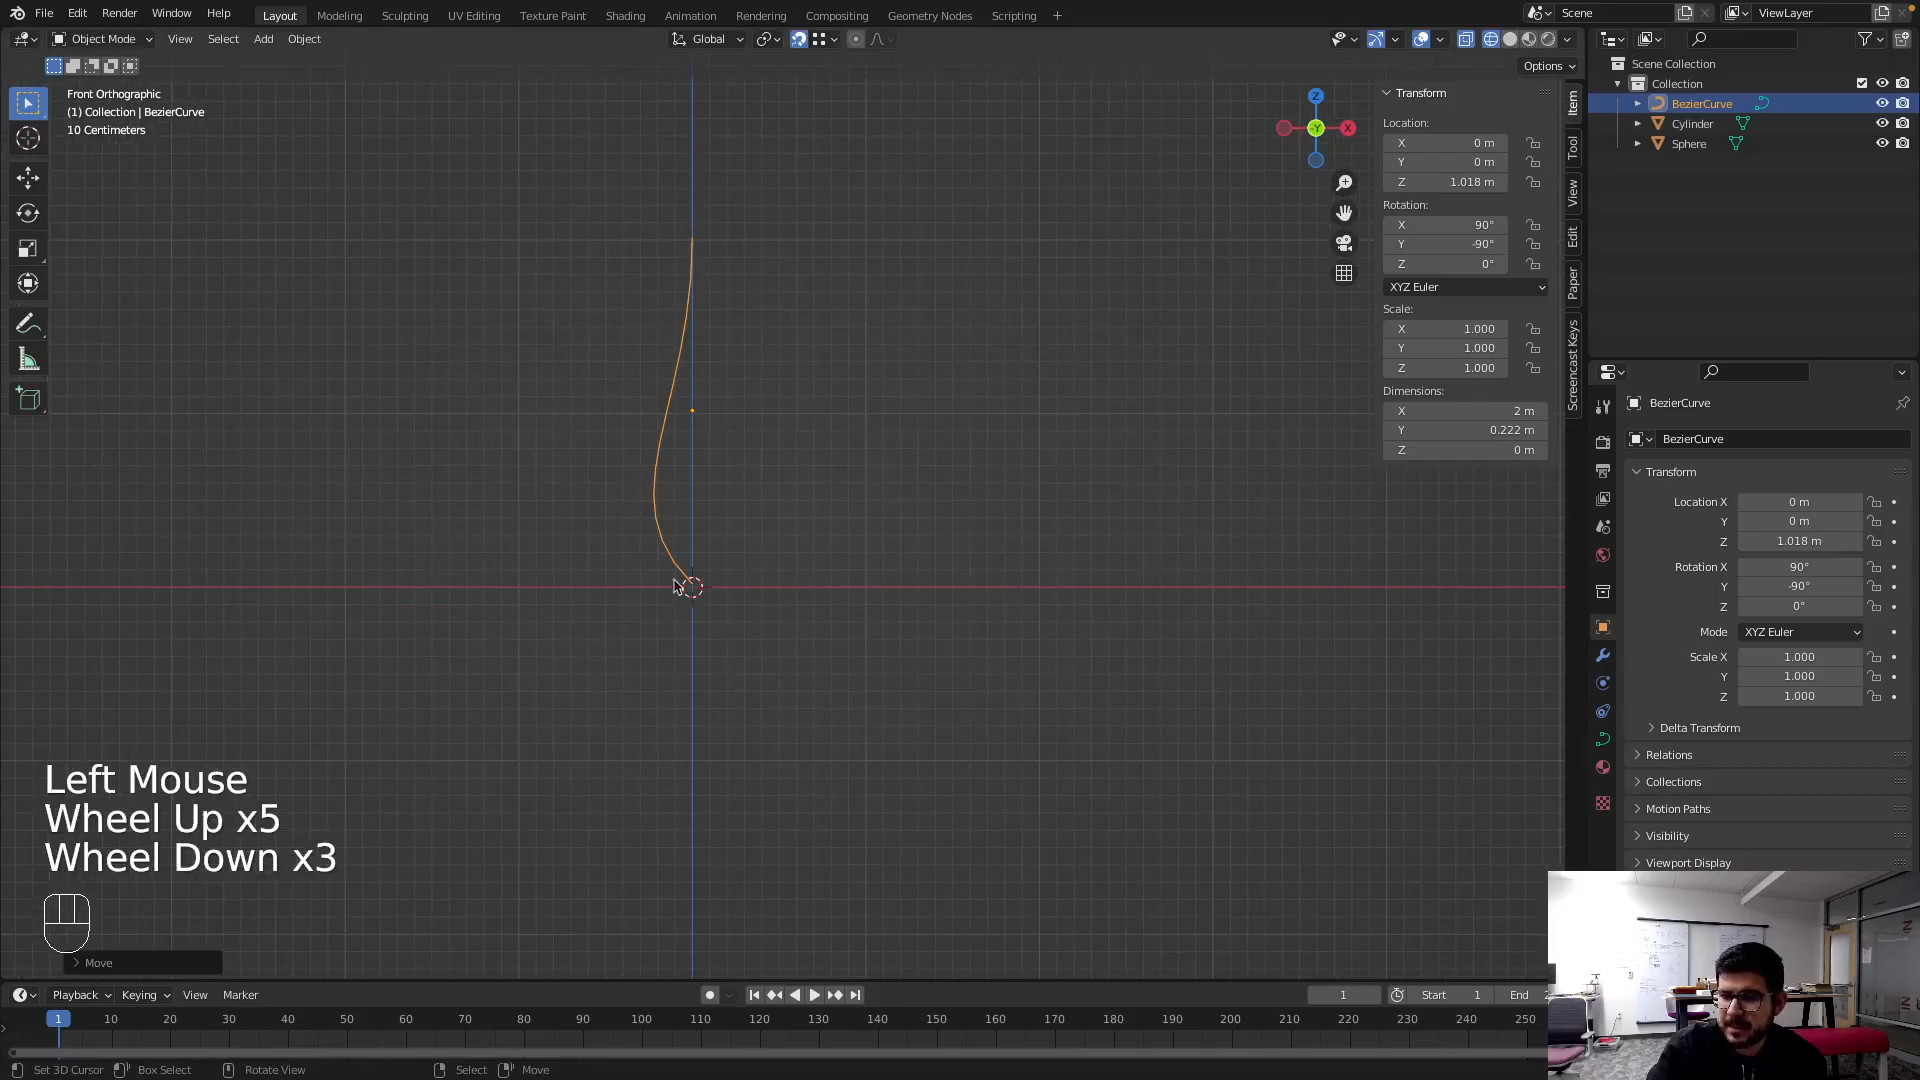 File Edit Render Window Help
Layout Modeling Sculpting UV Editing Texture Paint Shading Animation Rendering Compositing Geometry Nodes Scripting +
Scene
ViewLayer
Object Mode View Select Add Object
Global
Options
Front Orthographic
(1) Collection | BezierCurve
10 Centimeters
Z
X
-Y
Transform
Location:
X 0 m
Y 0 m
Z 1.018 m
Rotation:
X 90°
Y -90°
Z 0°
XYZ Euler
Scale:
X 1.000
Y 1.000
Z 1.000
Dimensions:
X 2 m
Y 0.222 m
Z 0 m
Item
Tool
View
Edit
Paper
Screencast Keys
Scene Collection
Collection
BezierCurve
Cylinder
Sphere
BezierCurve
BezierCurve
Transform
Location X 0 m
Y 0 m
Z 1.018 m
Rotation X 90°
Y -90°
Z 0°
Mode XYZ Euler
Scale X 1.000
Y 1.000
Z 1.000
Delta Transform
Relations
Collections
Motion Paths
Visibility
Viewport Display
Left Mouse
Wheel Up x5
Wheel Down x3
Move
Playback Keying View Marker
1
Start 1
End 2
1 10 20 30 40 50 60 70 80 90 100 110 120 130 140 150 160 170 180 190 200 210 220 230 240 250
Set 3D Cursor Box Select Rotate View Select Move